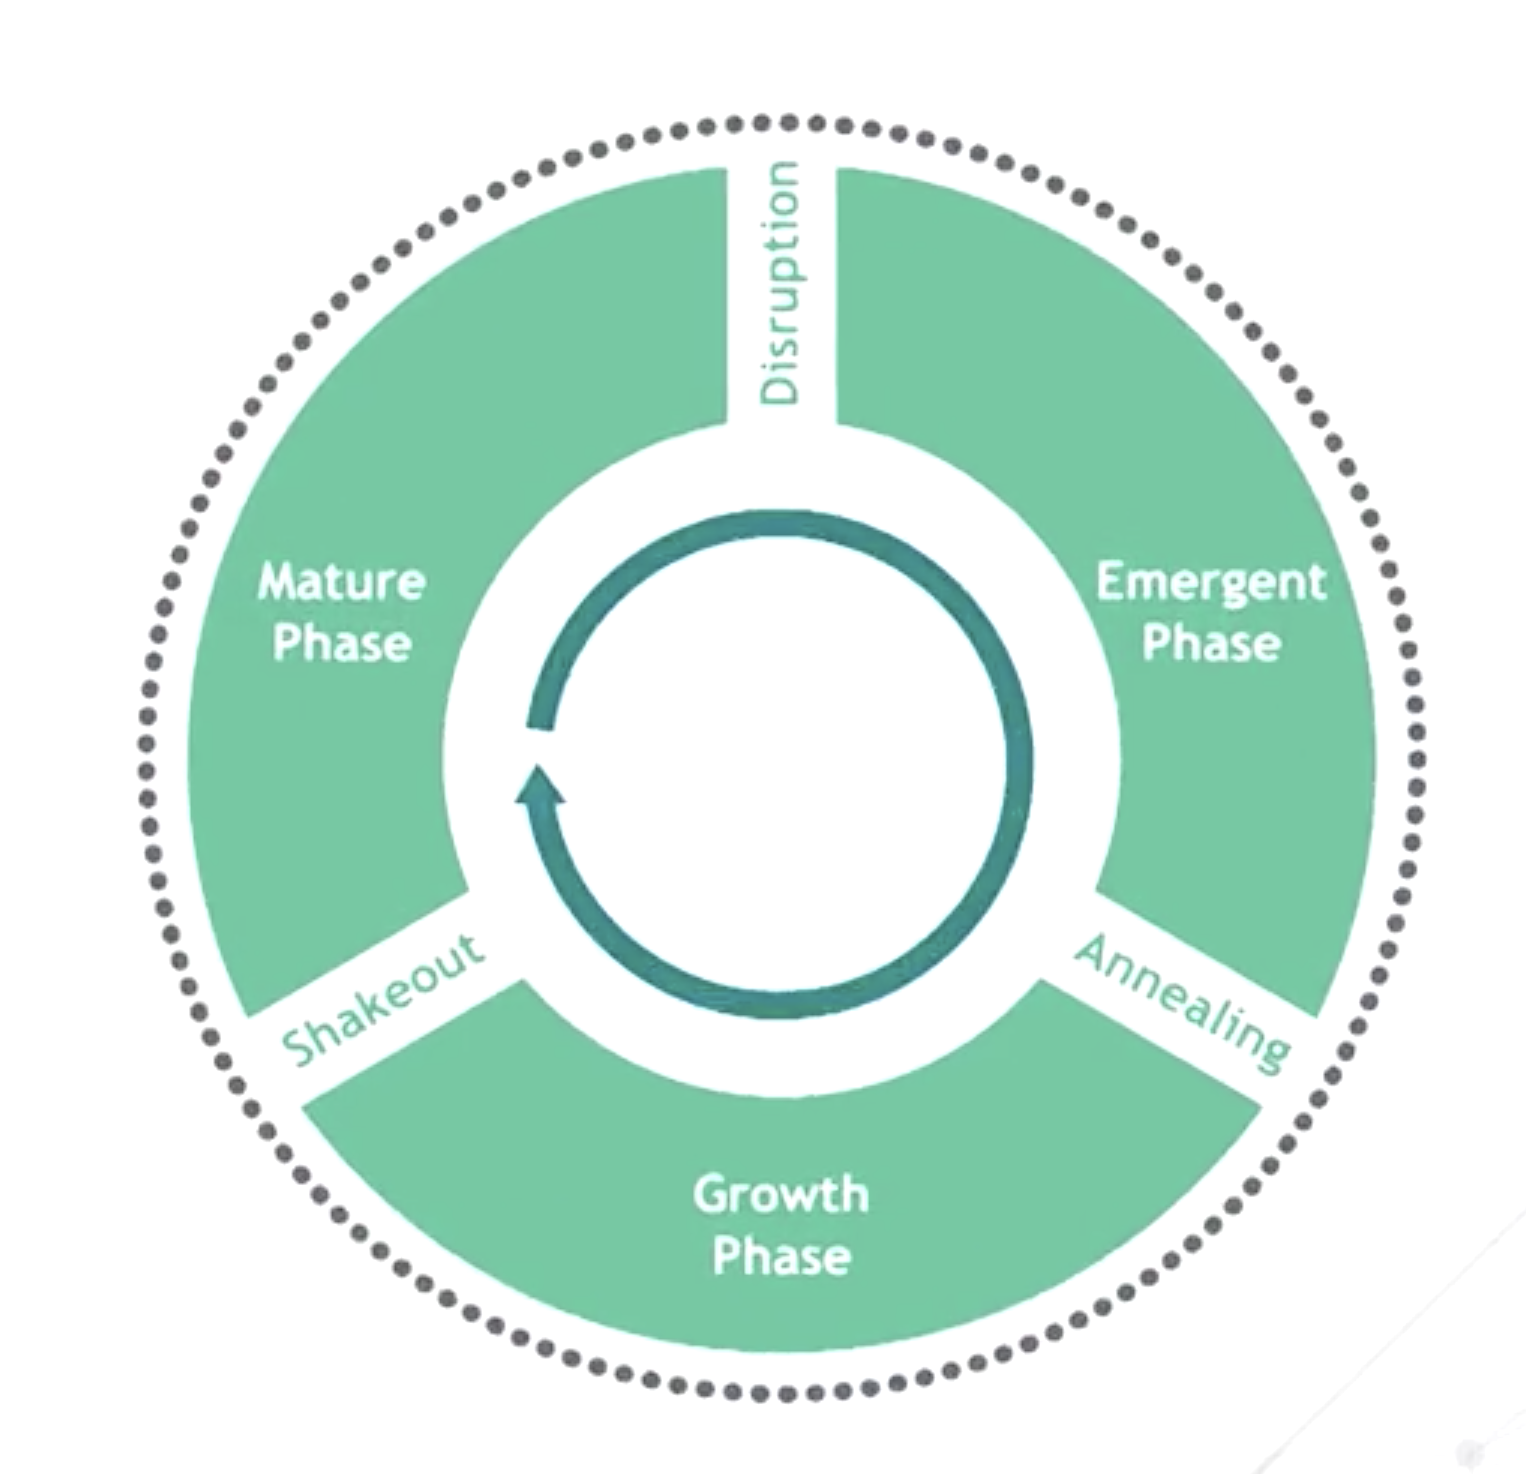 Disruption
Mature
Phase
Emergent
Phase
Shakeout
Annealing
Growth
Phase